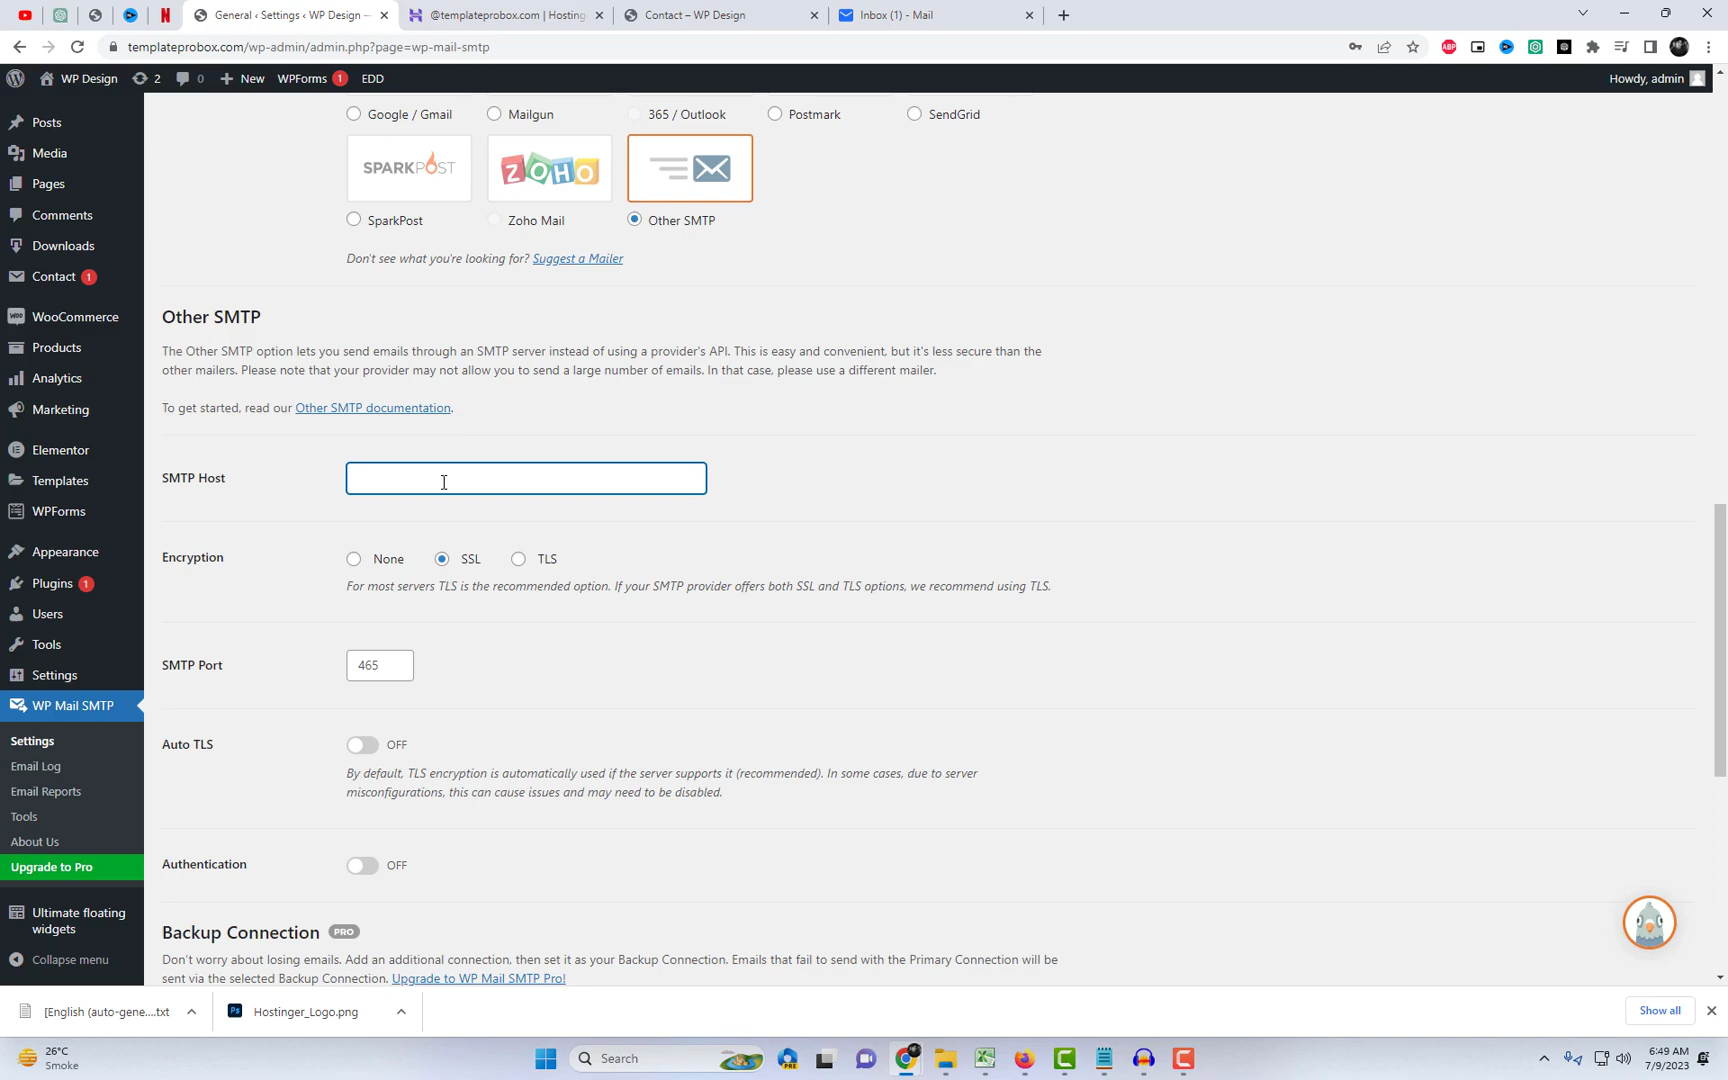 General ‹ Settings ‹ WP Design —
@templateprobox.com | Hosting
Contact – WP Design
Inbox (1) - Mail
templateprobox.com/wp-admin/admin.php?page=wp-mail-smtp
WP Design
2
0
New
WPForms 1
EDD
Howdy, admin
Posts
Media
Pages
Comments
Downloads
Contact 1
WooCommerce
Products
Analytics
Marketing
Elementor
Templates
WPForms
Appearance
Plugins 1
Users
Tools
Settings
WP Mail SMTP
Settings
Email Log
Email Reports
Tools
About Us
Upgrade to Pro
Ultimate floating
widgets
Collapse menu
Google / Gmail
Mailgun
365 / Outlook
Postmark
SendGrid
SPARKPOST
ZOHO
SparkPost
Zoho Mail
Other SMTP
Don't see what you're looking for? Suggest a Mailer
Other SMTP
The Other SMTP option lets you send emails through an SMTP server instead of using a provider's API. This is easy and convenient, but it's less secure than the
other mailers. Please note that your provider may not allow you to send a large number of emails. In that case, please use a different mailer.
To get started, read our Other SMTP documentation.
SMTP Host
Encryption
None
SSL
TLS
For most servers TLS is the recommended option. If your SMTP provider offers both SSL and TLS options, we recommend using TLS.
SMTP Port
465
Auto TLS
OFF
By default, TLS encryption is automatically used if the server supports it (recommended). In some cases, due to server
misconfigurations, this can cause issues and may need to be disabled.
Authentication
OFF
Backup Connection PRO
Don't worry about losing emails. Add an additional connection, then set it as your Backup Connection. Emails that fail to send with the Primary Connection will be
sent via the selected Backup Connection. Upgrade to WP Mail SMTP Pro!
[English (auto-gene....txt
Ps
Hostinger_Logo.png
Show all
26°C
Smoke
Search
PRE
6:49 AM
7/9/2023